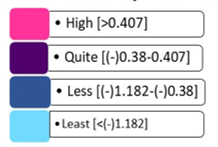 • High [>0.407]
• Quite [(-)0.38-0.407]
• Less [(-)1.182-(-)0.38]
•Least [<(-)1.182]